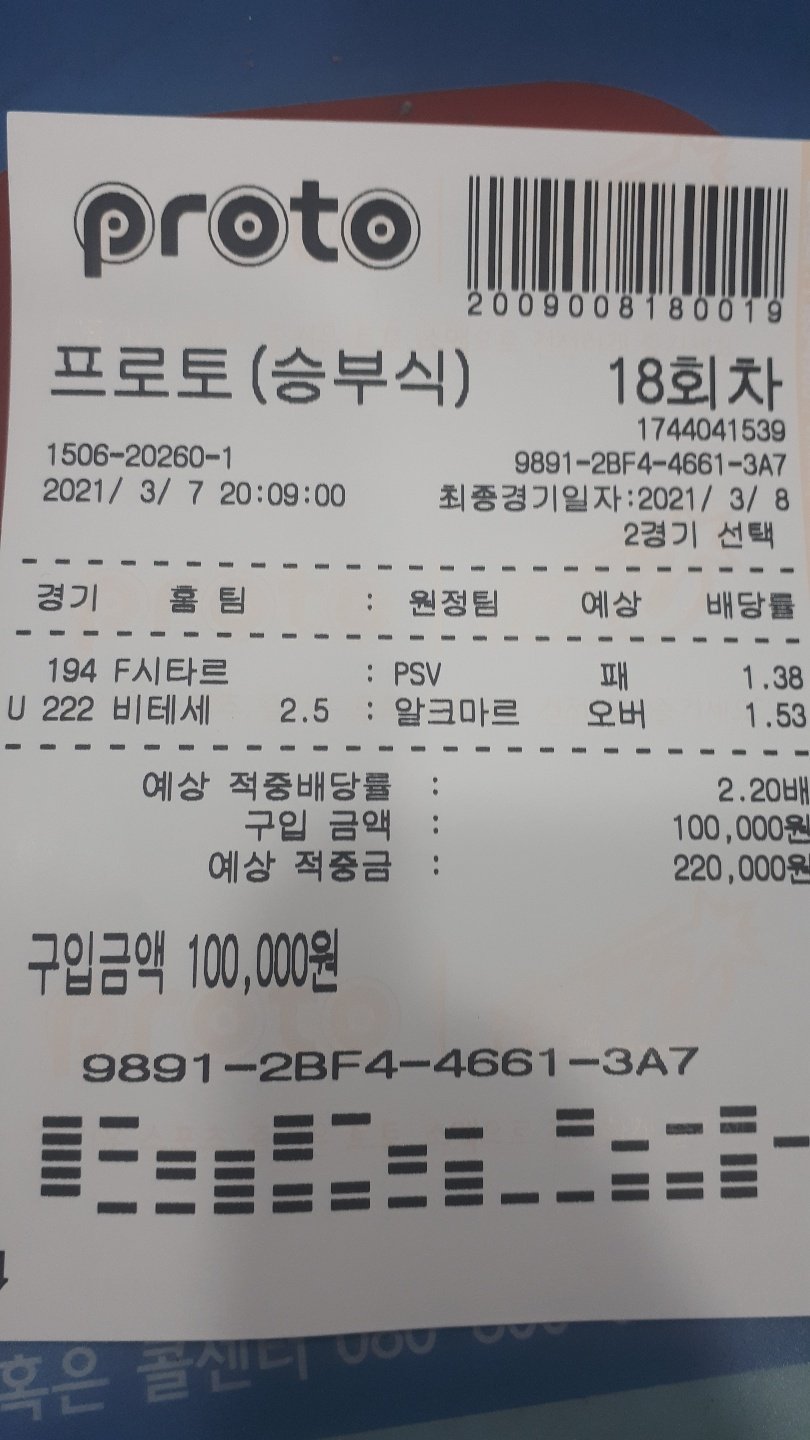 proto
2009008180019
프로토(승부식) 18회차
1744041539
1506-20260-1 9891-2BF4-4661-3A7
2021/ 3/ 7 20:09:00 최종경기일자:2021/ 3/ 8
2경기 선택
경기 홈 팀 : 원정팀 예상 배당률
194 F시타르 : PSV 패 1.38
U 222 비테세 2.5 : 알크마르 오버 1.53
예상 적중배당률 : 2.20배
구입 금액 : 100,000원
예상 적중금 : 220,000원
구입금액 100,000원
9891-2BF4-4661-3A7
혹은 콜센터